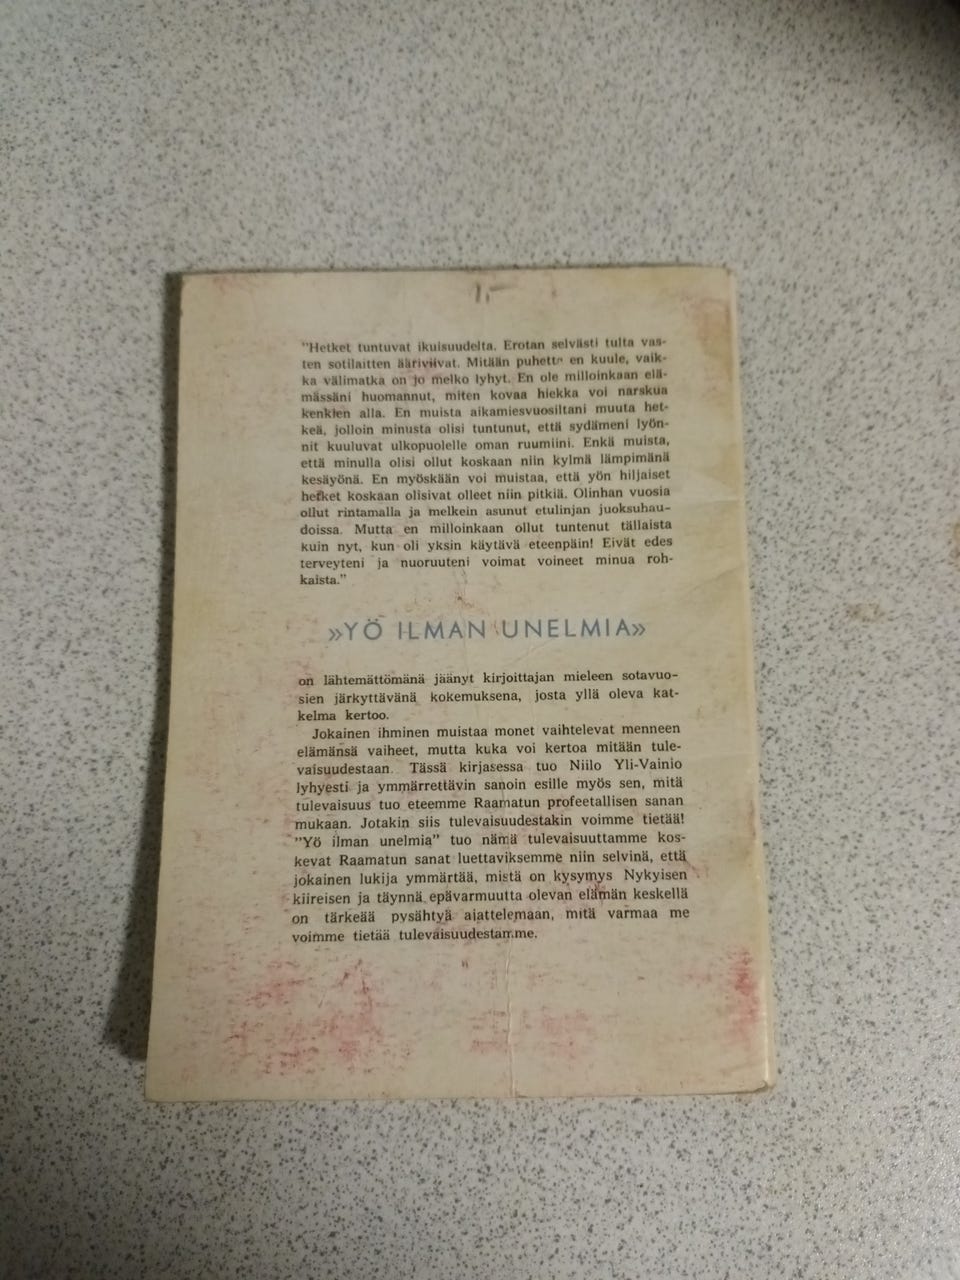 1.—
"Hetket tuntuvat ikuisuudelta. Erotan selvästi tulta vas-
ten sotilaitten ääriviivat. Mitään puhetta en kuule, vaik-
ka välimatka on jo melko lyhyt. En ole milloinkaan elä-
mässäni huomannut, miten kovaa hiekka voi narskua
kenkien alla. En muista aikamiesvuosiltani muuta het-
keä, jolloin minusta olisi tuntunut, että sydämeni lyön-
nit kuuluvat ulkopuolelle oman ruumiini. Enkä muista,
että minulla olisi ollut koskaan niin kylmä lämpimänä
kesäyönä. En myöskään voi muistaa, että yön hiljaiset
hetket koskaan olisivat olleet niin pitkiä. Olinhan vuosia
ollut rintamalla ja melkein asunut etulinjan juoksuhau-
doissa. Mutta en milloinkaan ollut tuntenut tällaista
kuin nyt, kun oli yksin käytävä eteenpäin! Eivät edes
terveyteni ja nuoruuteni voimat voineet minua roh-
kaista."
»YÖ ILMAN UNELMIA»
on lähtemättömänä jäänyt kirjoittajan mieleen sotavuo-
sien järkyttävänä kokemuksena, josta yllä oleva kat-
kelma kertoo.
Jokainen ihminen muistaa monet vaihtelevat menneen
elämänsä vaiheet, mutta kuka voi kertoa mitään tule-
vaisuudestaan. Tässä kirjasessa tuo Niilo Yli-Vainio
lyhyesti ja ymmärrettävin sanoin esille myös sen, mitä
tulevaisuus tuo eteemme Raamatun profeetallisen sanan
mukaan. Jotakin siis tulevaisuudestakin voimme tietää!
"Yö ilman unelmia" tuo nämä tulevaisuuttamme kos-
kevat Raamatun sanat luettaviksemme niin selvinä, että
jokainen lukija ymmärtää, mistä on kysymys Nykyisen
kiireisen ja täynnä epävarmuutta olevan elämän keskellä
on tärkeää pysähtyä ajattelemaan, mitä varmaa me
voimme tietää tulevaisuudestamme.